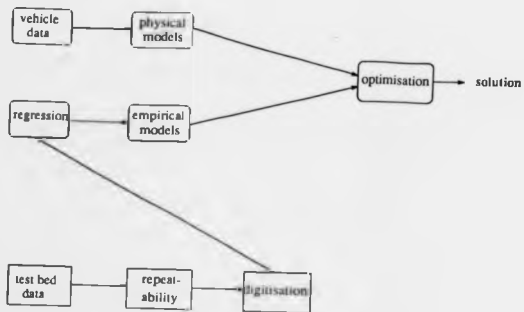 vehicle
data
physical
models
optimisation
solution
regression
empirical
models
test bed
data
repeat-
ability
digitisation